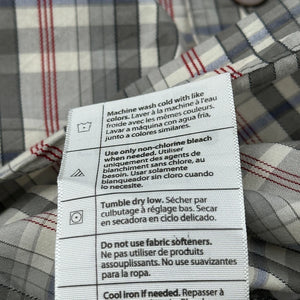 Machine wash cold with like
colors. Laver à la machine à l'eau
froide avec les mêmes couleurs.
Lavar a máquina con agua fria,
junto a colores similares.
Use only non-chlorine bleach
when needed. Utiliser
uniquement des agents de
blanchiment sans chlore, au
besoin. Usar solamente
blanqueador sin cloro cuando
lo necesite.
Tumble dry low. Sécher par
culbutage à réglage bas. Secar
en secadora en ciclo delicado.
Do not use fabric softeners.
Ne pas utiliser de produits
assouplissants. No use suavizantes
para la ropa.
Cool iron if needed. Repasser à